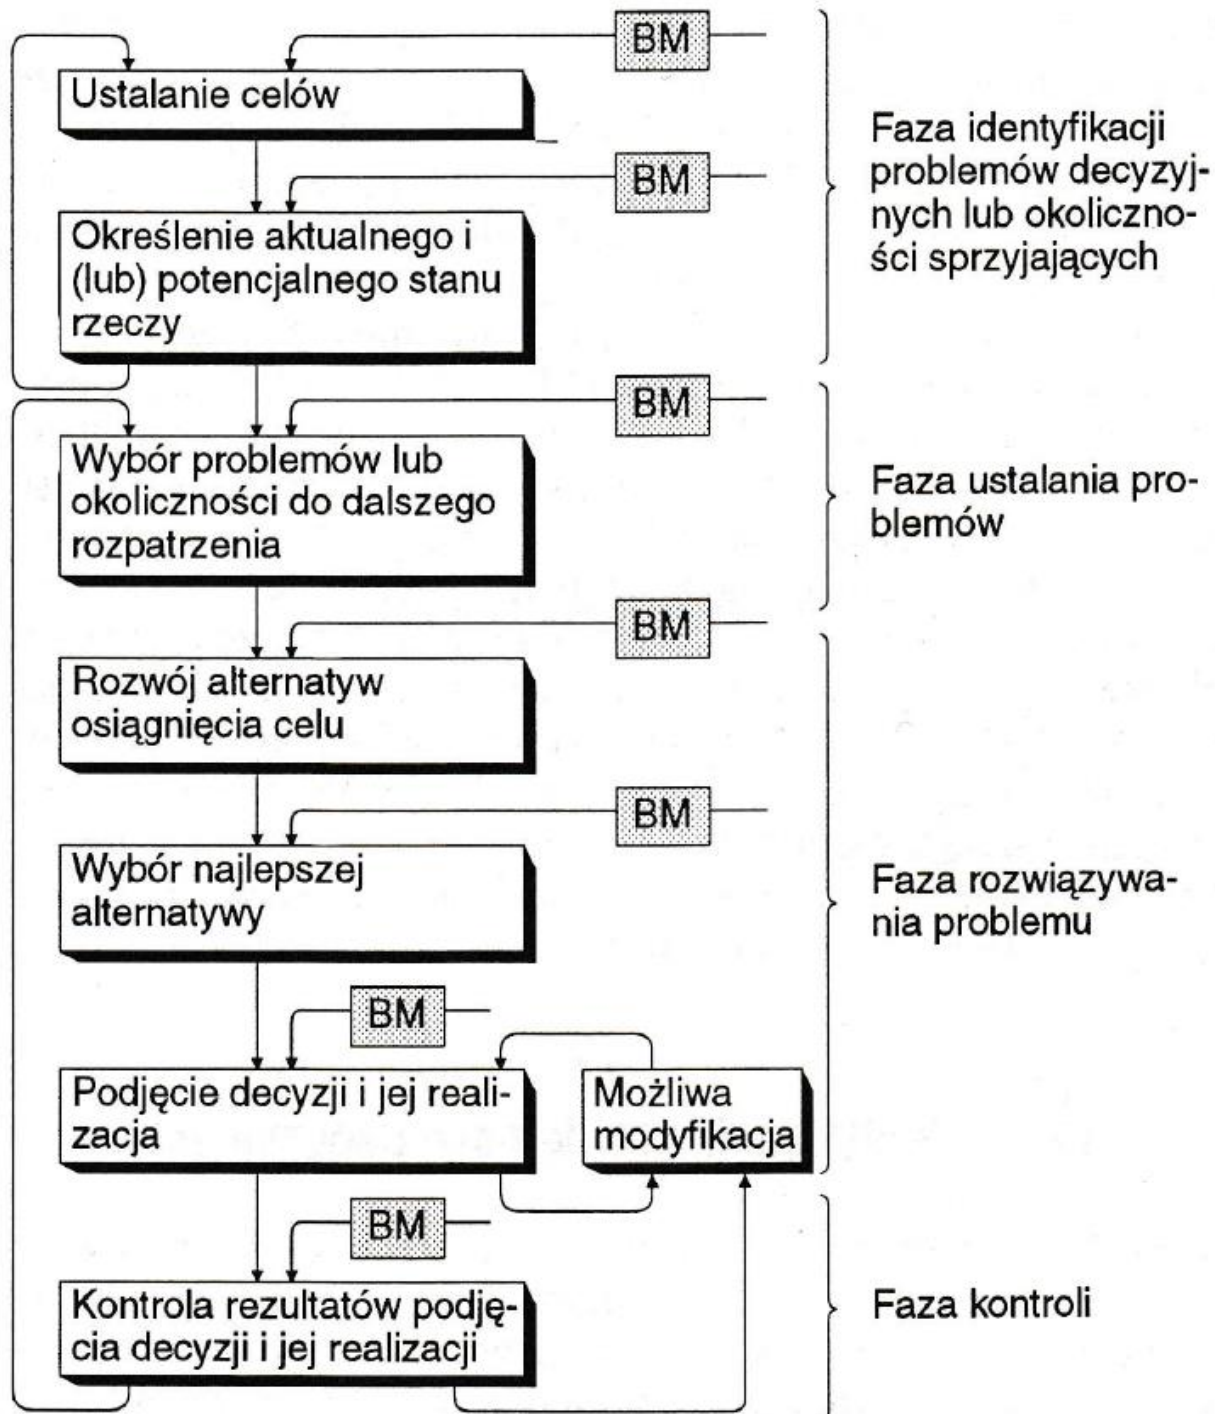 BM
Ustalanie celów
BM
Określenie aktualnego i
(lub) potencjalnego stanu
rzeczy
Faza identyfikacji
problemów decyzyj-
nych lub okoliczno-
ści sprzyjających
BM
Wybór problemów lub
okoliczności do dalszego
rozpatrzenia
Faza ustalania pro-
blemów
BM
Rozwój alternatyw
osiągnięcia celu
BM
Wybór najlepszej
alternatywy
BM
Podjęcie decyzji i jej reali-
zacja
Możliwa
modyfikacja
Faza rozwiązywa-
nia problemu
BM
Kontrola rezultatów podję-
cia decyzji i jej realizacji
Faza kontroli